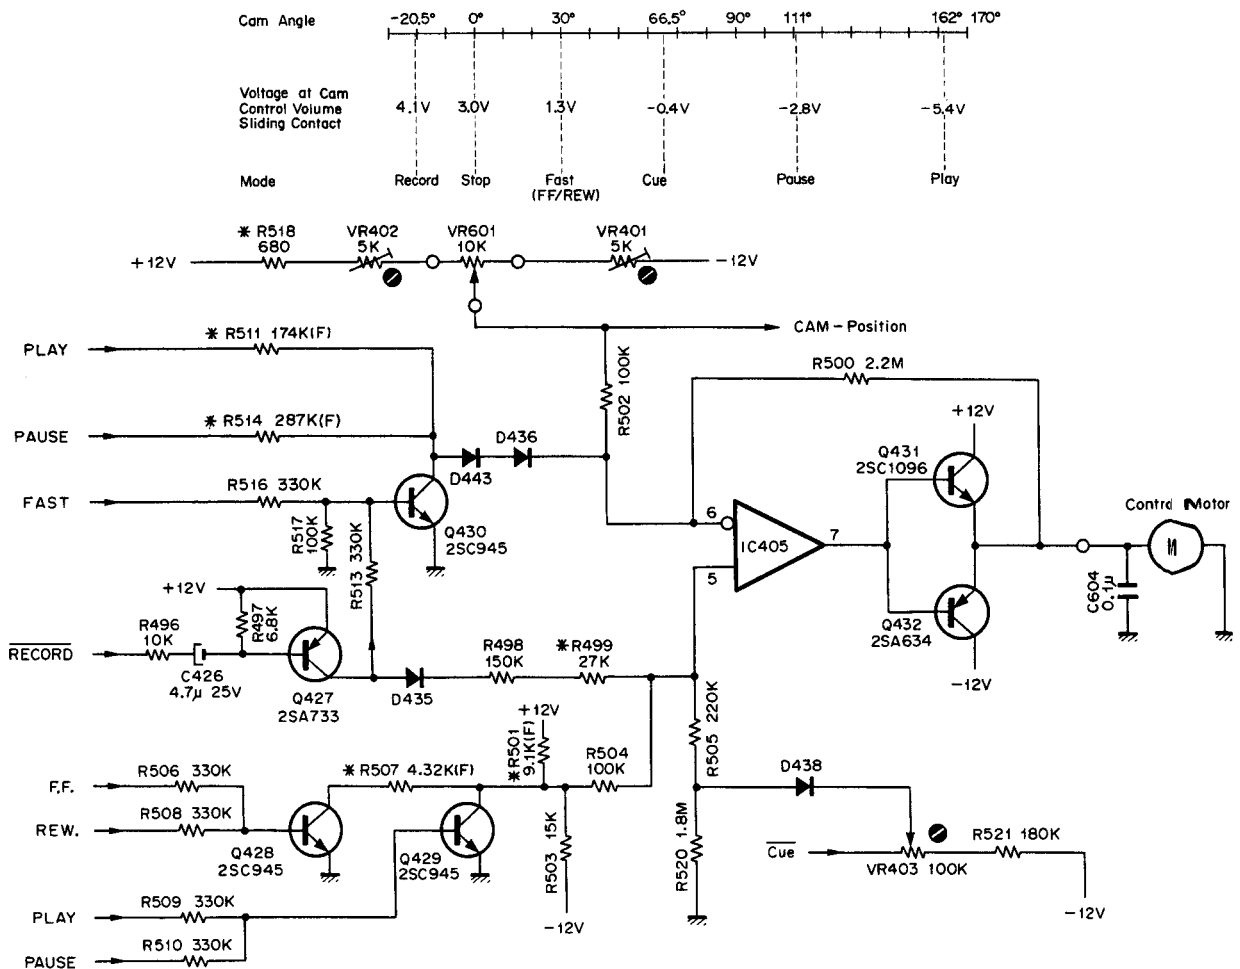 Cam Angle -20.5° 0° 30° 66.5° 90° 111° 162° 170°
Voltage at Cam
Control Volume 4.1V 3.0V 1.3V -0.4V -2.8V -5.4V
Sliding Contact
Mode Record Stop Fast Cue Pause Play
(FF/REW)
* R518 VR402 VR601 VR401
680 5K 10K 5K
+12V -12V
CAM-Position
* R511 174K(F)
PLAY
R502 100K
R500 2.2M
* R514 287K(F)
PAUSE
+12V
D436
D443
Q431
2SC1096
R516 330K
FAST
R517
100K
Q430
2SC945
R513 330K
6
7
IC405
5
Control Motor
M
C604
0.1μ
+12V
R497
6.8K
R496
10K
RECORD
C426
4.7μ 25V
Q427
2SA733
D435
R498
150K
*R499
27K
Q432
2SA634
-12V
+12V
*R501
9.1K(F)
R504
100K
R505 220K
F.F.
R506 330K
* R507 4.32K(F)
D438
REW.
R508 330K
Q428
2SC945
Q429
2SC945
R503 15K
R520 1.8M
Cue
VR403 100K
R521 180K
-12V
PLAY
R509 330K
-12V
PAUSE
R510 330K